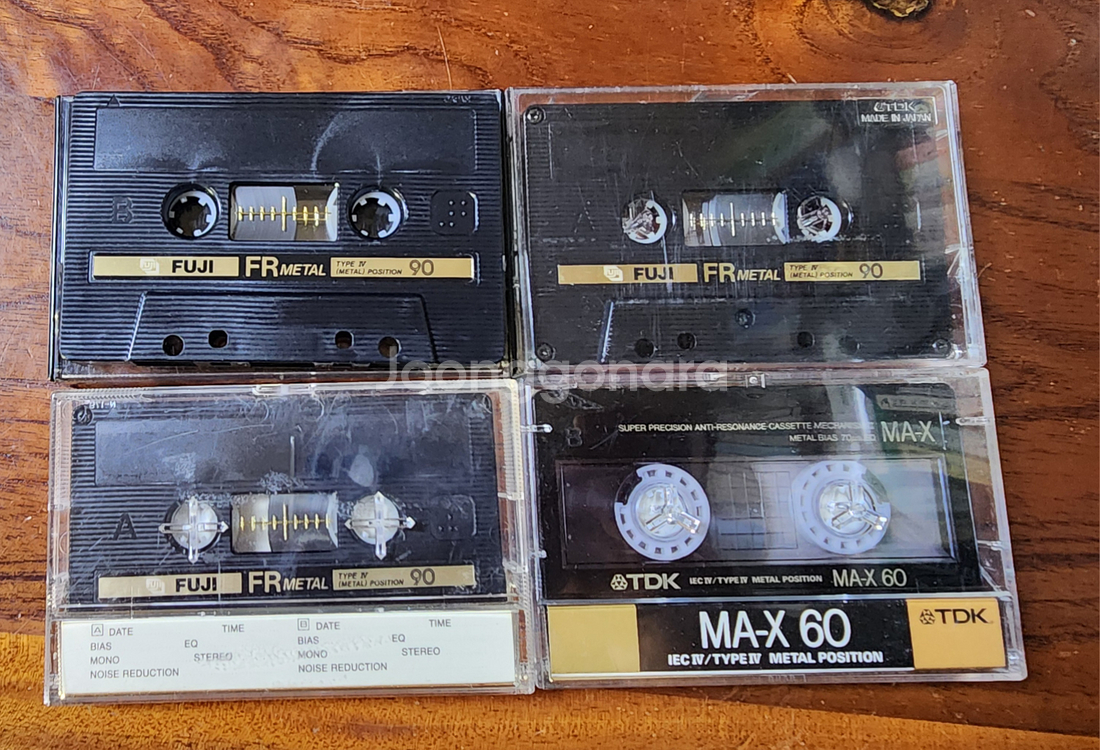 B
FUJI FR METAL TYPE IV (METAL) POSITION 90
TDK
MADE IN JAPAN
A
FUJI FR METAL TYPE IV (METAL) POSITION 90
Joonggonara
A
FUJI FR METAL TYPE IV (METAL) POSITION 90
A DATE TIME
BIAS EQ
MONO STEREO
NOISE REDUCTION
B DATE TIME
BIAS EQ
MONO STEREO
NOISE REDUCTION
B
SUPER PRECISION ANTI-RESONANCE CASSETTE MECHANISM
METAL BIAS MA-X
TDK IEC IV/TYPE IV METAL POSITION MA-X 60
MA-X 60
IEC IV/TYPE IV METAL POSITION
TDK